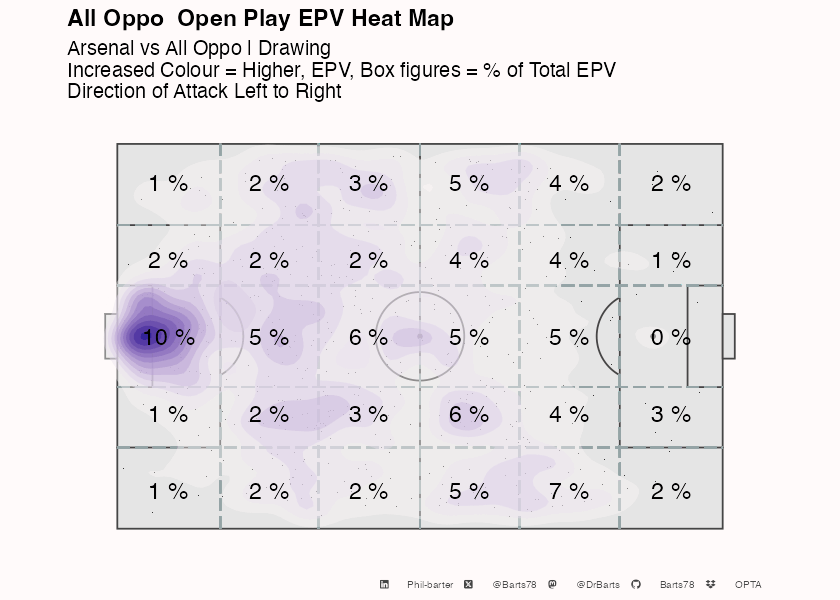 All Oppo  Open Play EPV Heat Map
Arsenal vs All Oppo | Drawing
Increased Colour = Higher, EPV, Box figures = % of Total EPV
Direction of Attack Left to Right
1 % 2 % 3 % 5 % 4 % 2 %
2 % 2 % 2 % 4 % 4 % 1 %
10 % 5 % 6 % 5 % 5 % 0 %
1 % 2 % 3 % 6 % 4 % 3 %
1 % 2 % 2 % 5 % 7 % 2 %
Phil-barter @Barts78 @DrBarts Barts78 OPTA